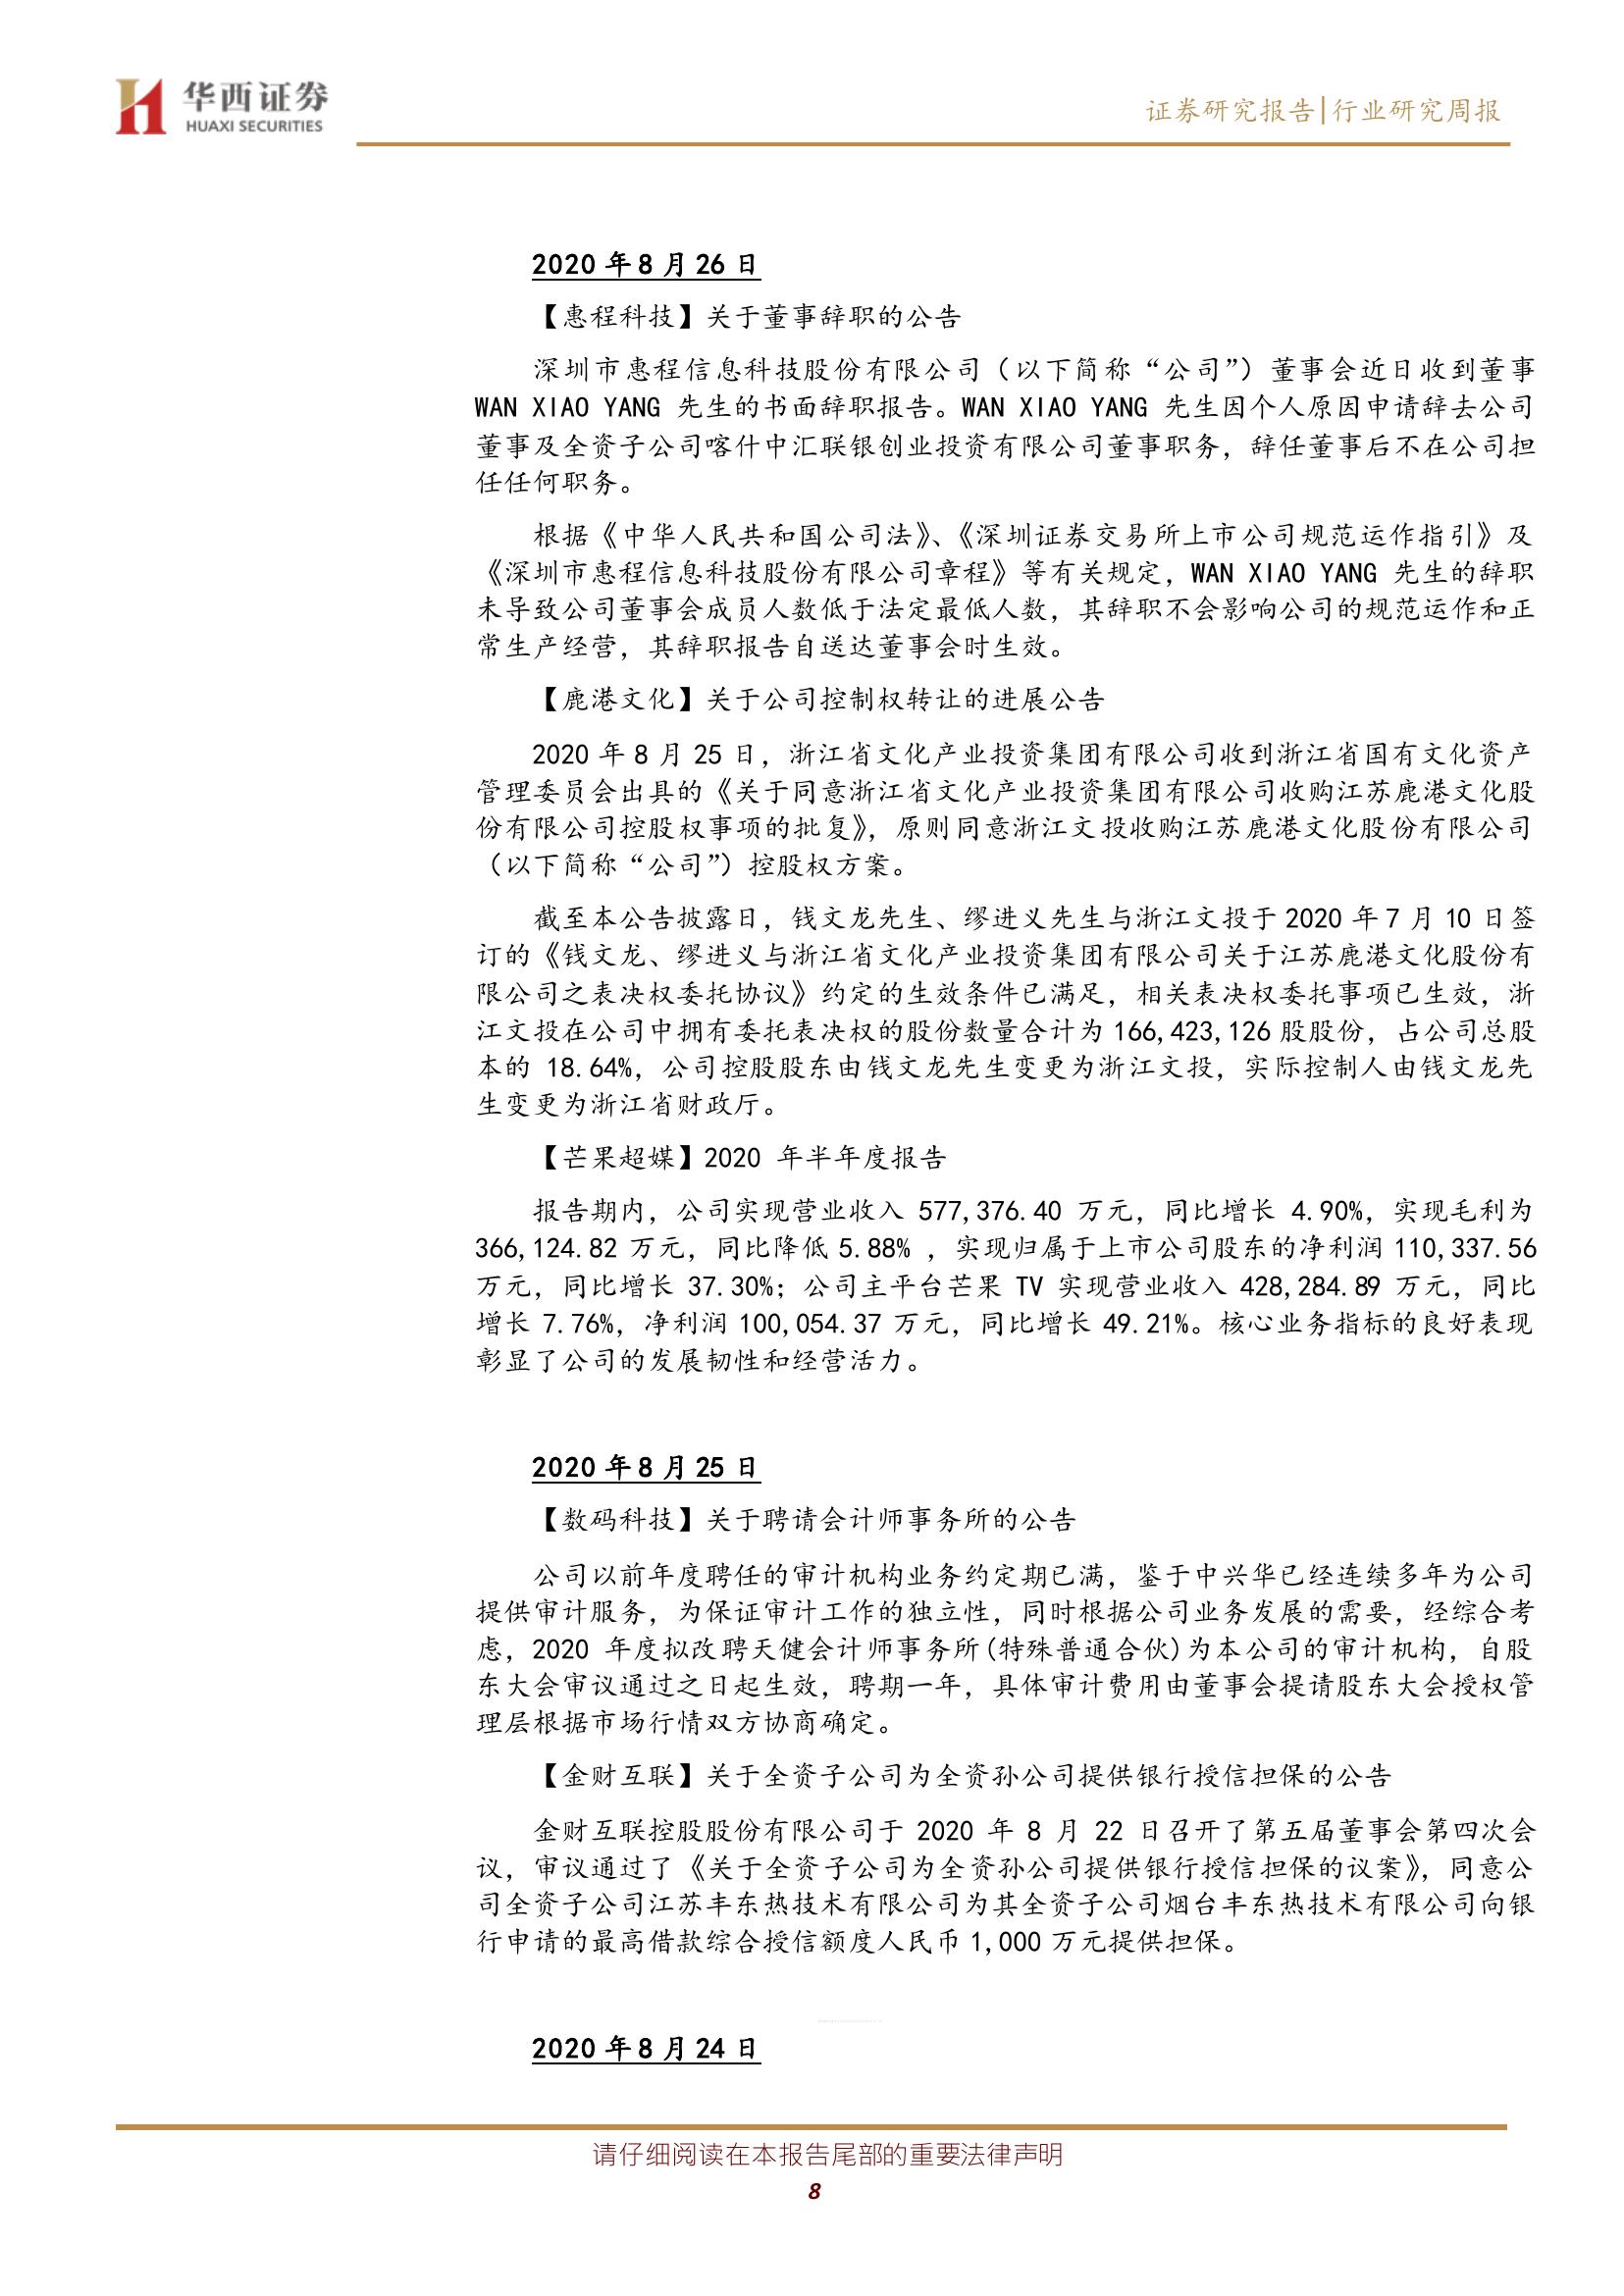 华西证券
HUAXI SECURITIES
证券研究报告|行业研究周报
2020 年 8 月 26 日
【惠程科技】关于董事辞职的公告
深圳市惠程信息科技股份有限公司（以下简称“公司”）董事会近日收到董事
WAN XIAO YANG 先生的书面辞职报告。WAN XIAO YANG 先生因个人原因申请辞去公司
董事及全资子公司喀什中汇联银创业投资有限公司董事职务，辞任董事后不在公司担
任任何职务。
根据《中华人民共和国公司法》、《深圳证券交易所上市公司规范运作指引》及
《深圳市惠程信息科技股份有限公司章程》等有关规定，WAN XIAO YANG 先生的辞职
未导致公司董事会成员人数低于法定最低人数，其辞职不会影响公司的规范运作和正
常生产经营，其辞职报告自送达董事会时生效。
【鹿港文化】关于公司控制权转让的进展公告
2020 年 8 月 25 日，浙江省文化产业投资集团有限公司收到浙江省国有文化资产
管理委员会出具的《关于同意浙江省文化产业投资集团有限公司收购江苏鹿港文化股
份有限公司控股权事项的批复》，原则同意浙江文投收购江苏鹿港文化股份有限公司
（以下简称“公司”）控股权方案。
截至本公告披露日，钱文龙先生、缪进义先生与浙江文投于 2020 年 7 月 10 日签
订的《钱文龙、缪进义与浙江省文化产业投资集团有限公司关于江苏鹿港文化股份有
限公司之表决权委托协议》约定的生效条件已满足，相关表决权委托事项已生效，浙
江文投在公司中拥有委托表决权的股份数量合计为 166,423,126 股股份，占公司总股
本的 18.64%，公司控股股东由钱文龙先生变更为浙江文投，实际控制人由钱文龙先
生变更为浙江省财政厅。
【芒果超媒】2020 年半年度报告
报告期内，公司实现营业收入 577,376.40 万元，同比增长 4.90%，实现毛利为
366,124.82 万元，同比降低 5.88% ，实现归属于上市公司股东的净利润 110,337.56
万元，同比增长 37.30%；公司主平台芒果 TV 实现营业收入 428,284.89 万元，同比
增长 7.76%，净利润 100,054.37 万元，同比增长 49.21%。核心业务指标的良好表现
彰显了公司的发展韧性和经营活力。
2020 年 8 月 25 日
【数码科技】关于聘请会计师事务所的公告
公司以前年度聘任的审计机构业务约定期已满，鉴于中兴华已经连续多年为公司
提供审计服务，为保证审计工作的独立性，同时根据公司业务发展的需要，经综合考
虑，2020 年度拟改聘天健会计师事务所(特殊普通合伙)为本公司的审计机构，自股
东大会审议通过之日起生效，聘期一年，具体审计费用由董事会提请股东大会授权管
理层根据市场行情双方协商确定。
【金财互联】关于全资子公司为全资孙公司提供银行授信担保的公告
金财互联控股股份有限公司于 2020 年 8 月 22 日召开了第五届董事会第四次会
议，审议通过了《关于全资子公司为全资孙公司提供银行授信担保的议案》，同意公
司全资子公司江苏丰东热技术有限公司为其全资子公司烟台丰东热技术有限公司向银
行申请的最高借款综合授信额度人民币 1,000 万元提供担保。
2020 年 8 月 24 日
请仔细阅读在本报告尾部的重要法律声明
8